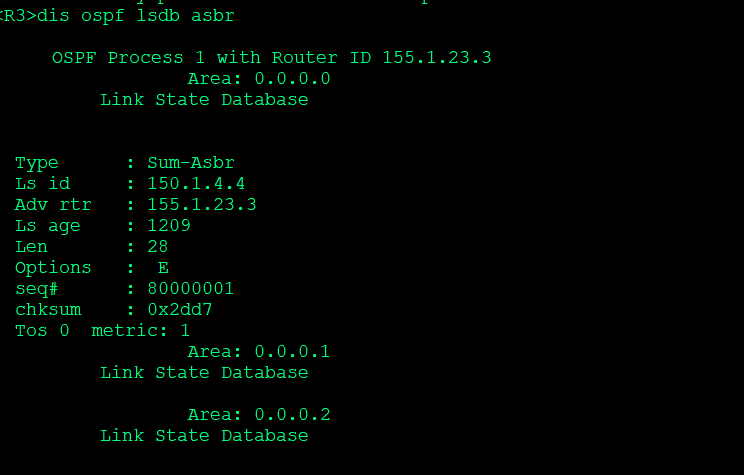 <R3>dis ospf lsdb asbr
OSPF Process 1 with Router ID 155.1.23.3
Area: 0.0.0.0
Link State Database
Type : Sum-Asbr
Ls id : 150.1.4.4
Adv rtr : 155.1.23.3
Ls age : 1209
Len : 28
Options : E
seq# : 80000001
chksum : 0x2dd7
Tos 0 metric: 1
Area: 0.0.0.1
Link State Database
Area: 0.0.0.2
Link State Database